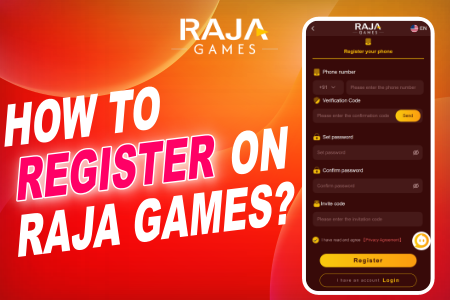 RAJA
GAMES
HOW TO
REGISTER ON
RAJA GAMES?
RAJA
GAMES
EN
Register your phone
Phone number
+91
Please enter the phone number
Verification Code
Please enter the confirmation code
Send
Set password
Set password
Confirm password
Confirm password
Invite code
Please enter the invitation code
I have read and agree [Privacy Agreement]
Register
I have an account Login